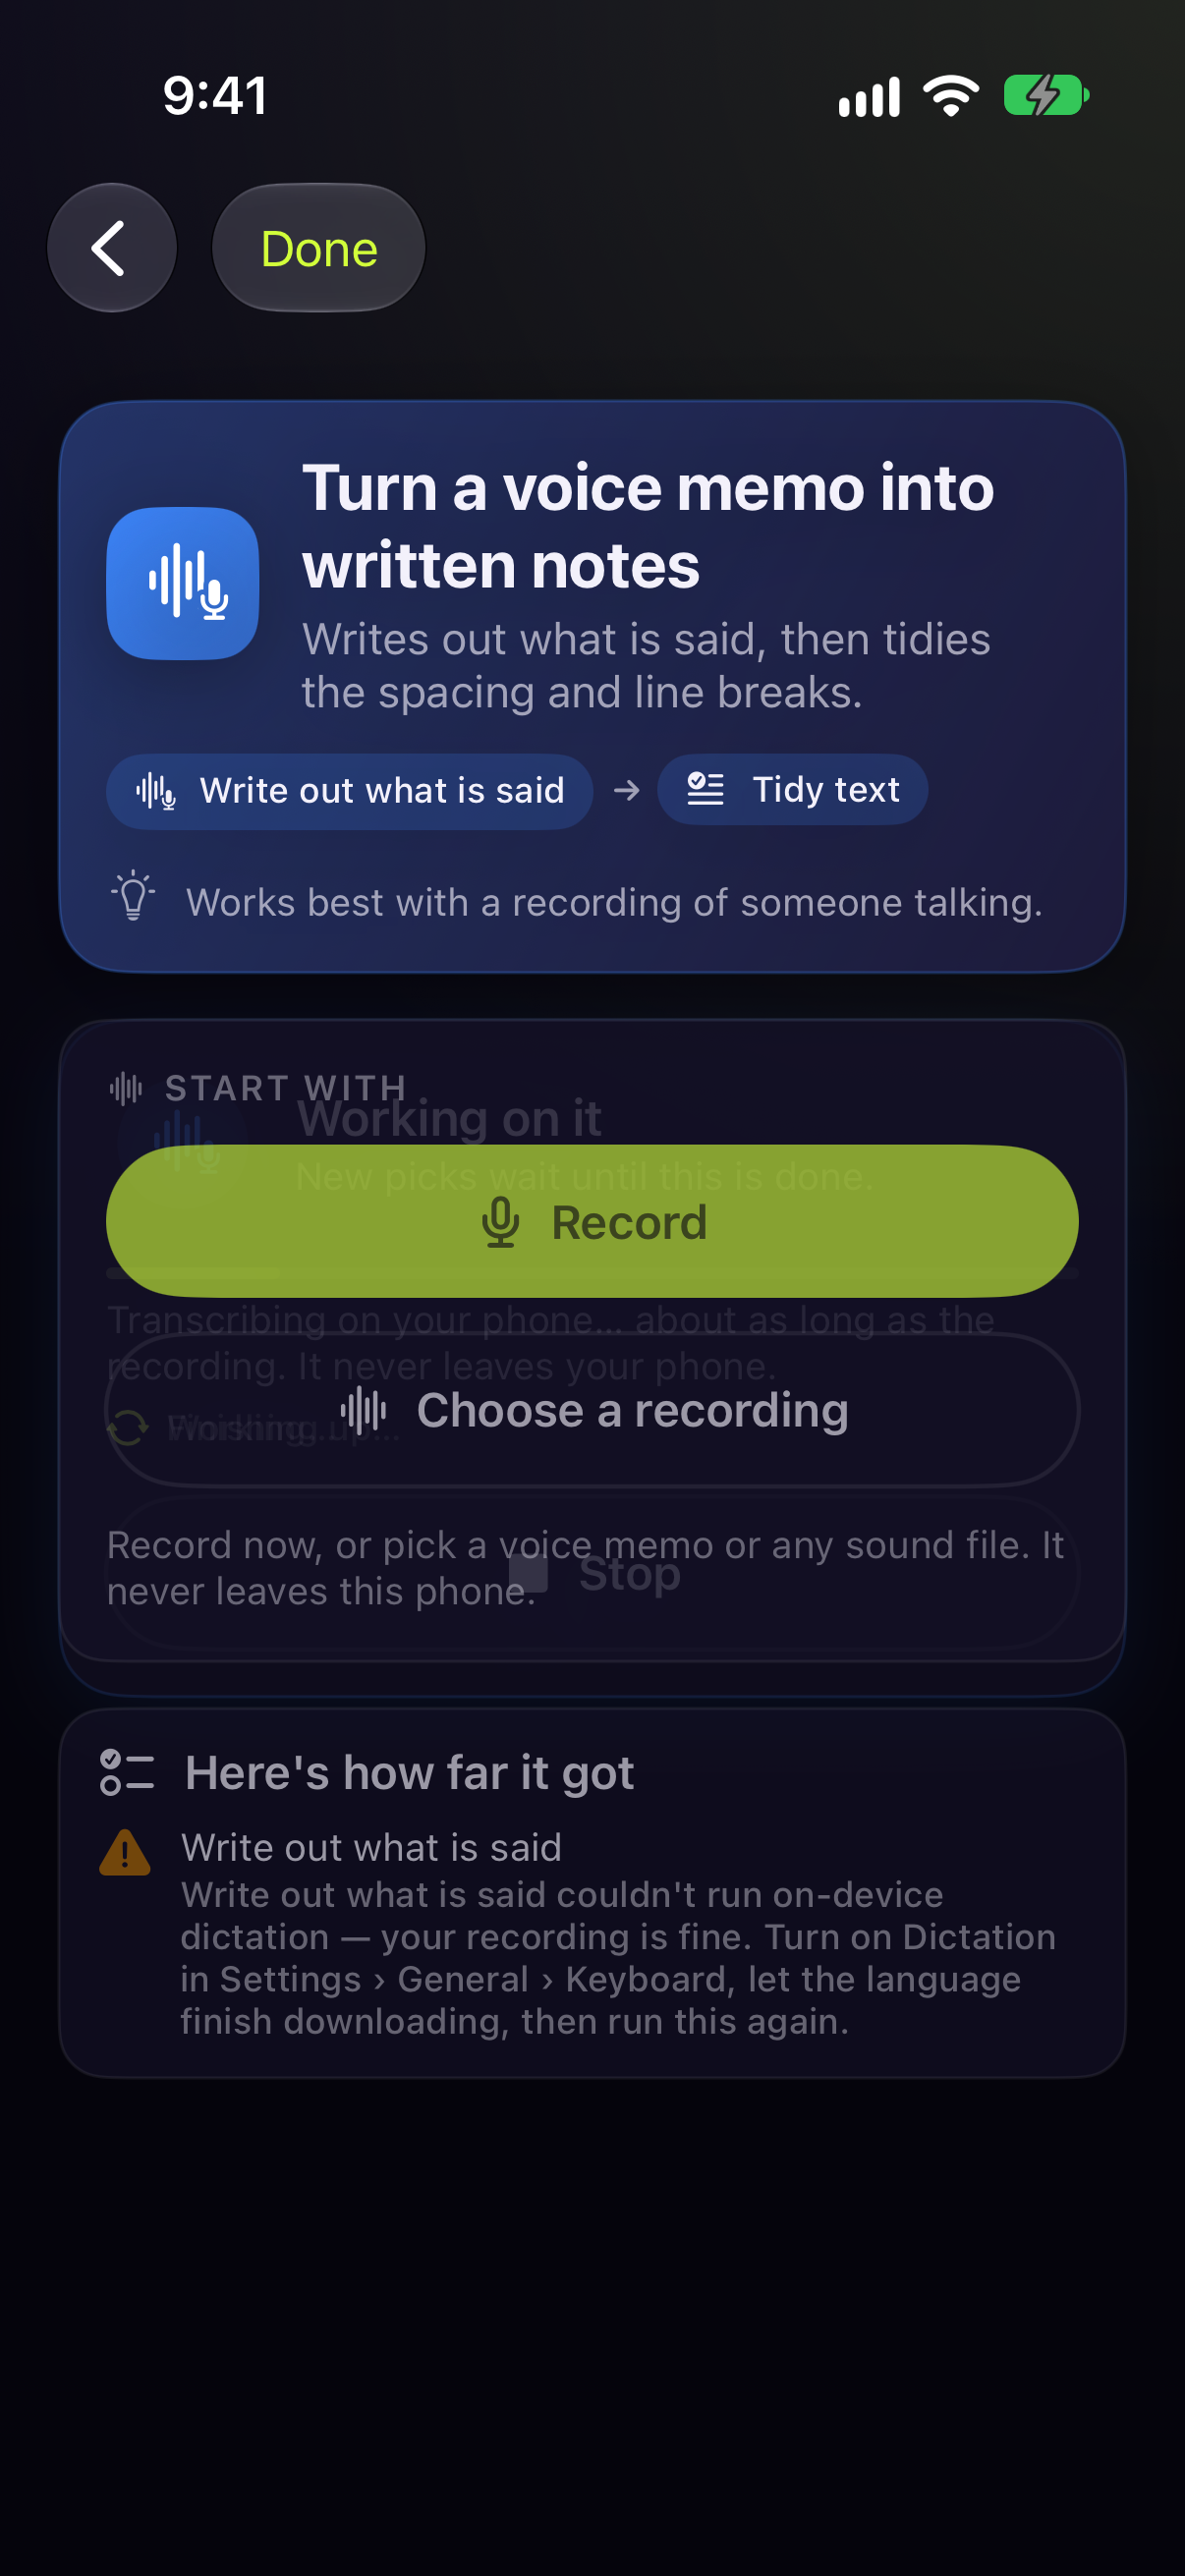 9:41
Done
Turn a voice memo into
written notes
Writes out what is said, then tidies
the spacing and line breaks.
Write out what is said → Tidy text
Works best with a recording of someone talking.
START WITH
Working on it
New picks wait until this is done.
Record
Transcribing on your phone... about as long as the
recording. It never leaves your phone.
Choose a recording
Record now, or pick a voice memo or any sound file. It
never leaves this phone.
Stop
Here's how far it got
Write out what is said
Write out what is said couldn't run on-device
dictation — your recording is fine. Turn on Dictation
in Settings › General › Keyboard, let the language
finish downloading, then run this again.